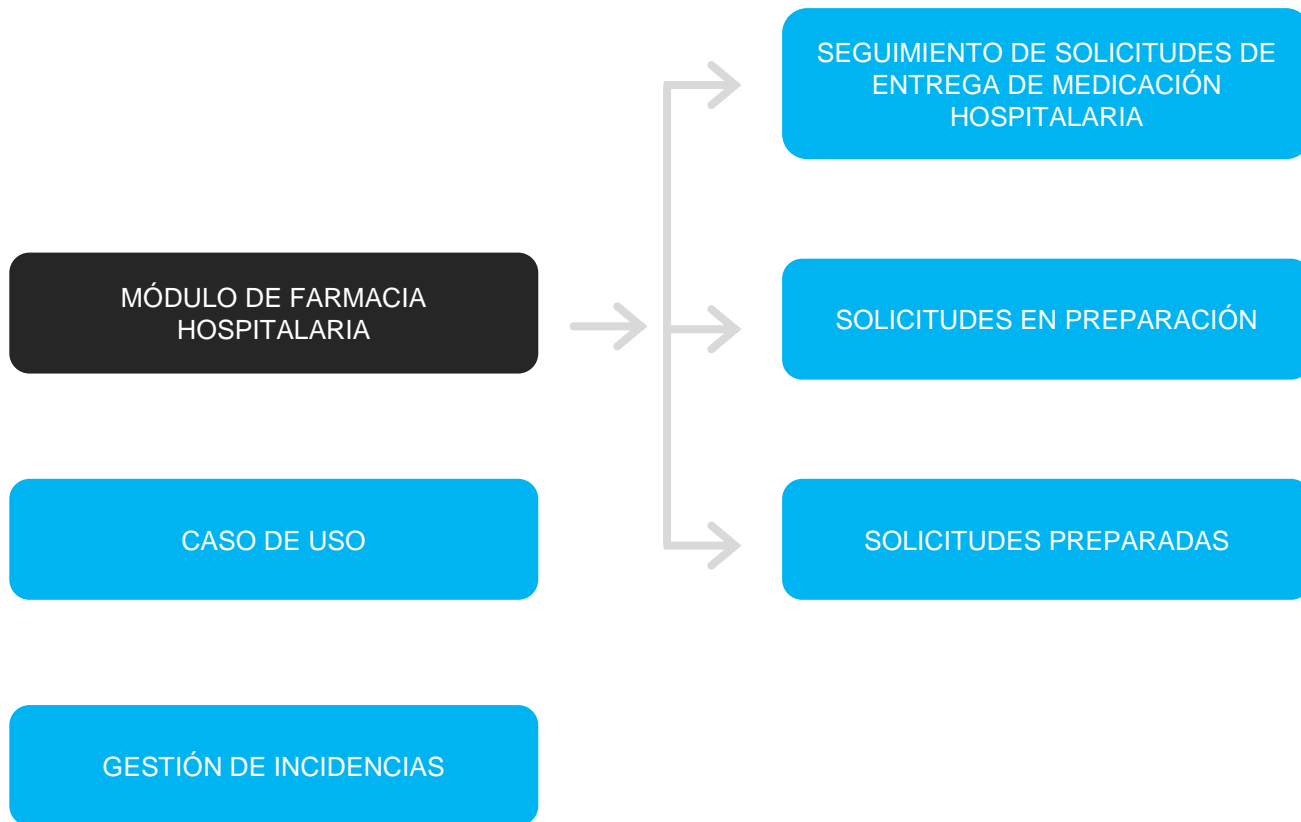 SEGUIMIENTO DE SOLICITUDES DE
ENTREGA DE MEDICACIÓN
HOSPITALARIA
MÓDULO DE FARMACIA
HOSPITALARIA
SOLICITUDES EN PREPARACIÓN
CASO DE USO
SOLICITUDES PREPARADAS
GESTIÓN DE INCIDENCIAS